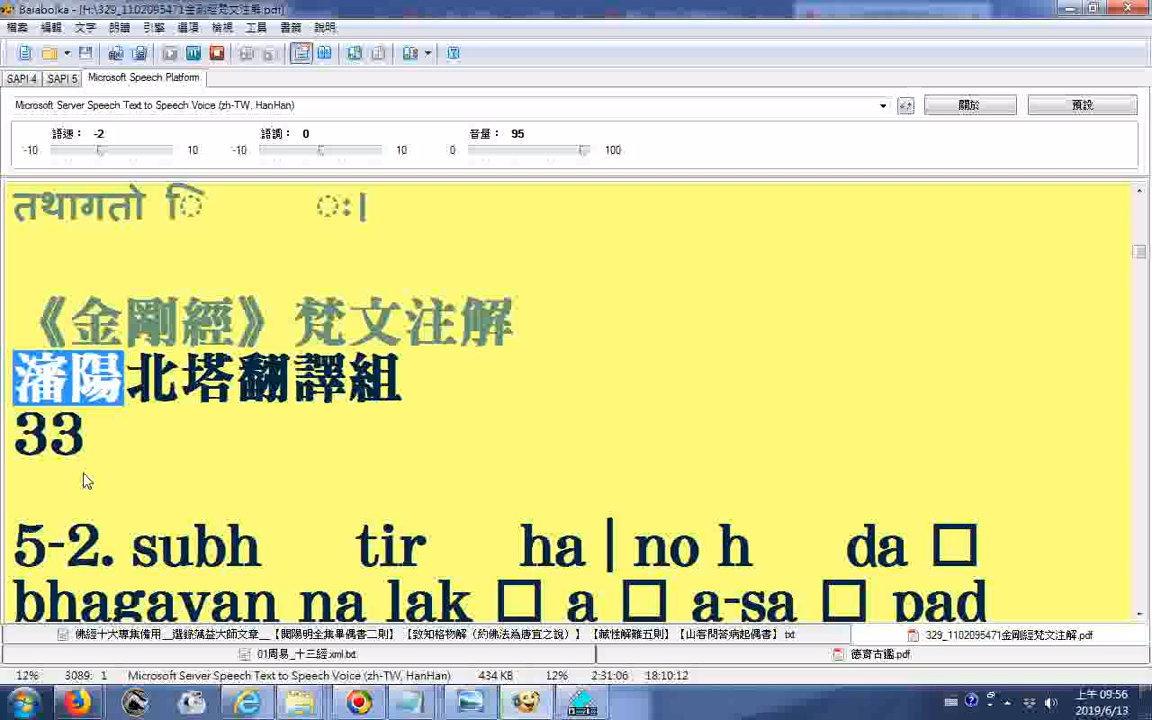 Balabolka - [H:\329_1102095471金剛經梵文注解.pdf]
檔案 編輯 文字 朗讀 引擎 選項 檢視 工具 書籤 說明
SAPI 4 SAPI 5 Microsoft Speech Platform
Microsoft Server Speech Text to Speech Voice (zh-TW, HanHan) 關於 預設
語速： -2 語調： 0 音量： 95
-10 10 -10 10 0 100
तथागतो ि ः|
《金剛經》梵文注解
瀋陽北塔翻譯組
33
5-2. subh tir ha | no h da □
bhagavan na lak □ a □ a-sa □ pad
佛經十大專集備用__選錄蕅益大師文章__【閱陽明全集畢偶書二則】【致知格物解（約佛法為唐宜之說）】【藏性解難五則】【山客問答病起偶書】.txt 329_1102095471金剛經梵文注解.pdf
01周易_十三經.xml.txt 德育古鑑.pdf
12% 3089: 1 Microsoft Server Speech Text to Speech Voice (zh-TW, HanHan) 434 KB 12% 2:31:06 18:10:12
上午 09:56
2019/6/13